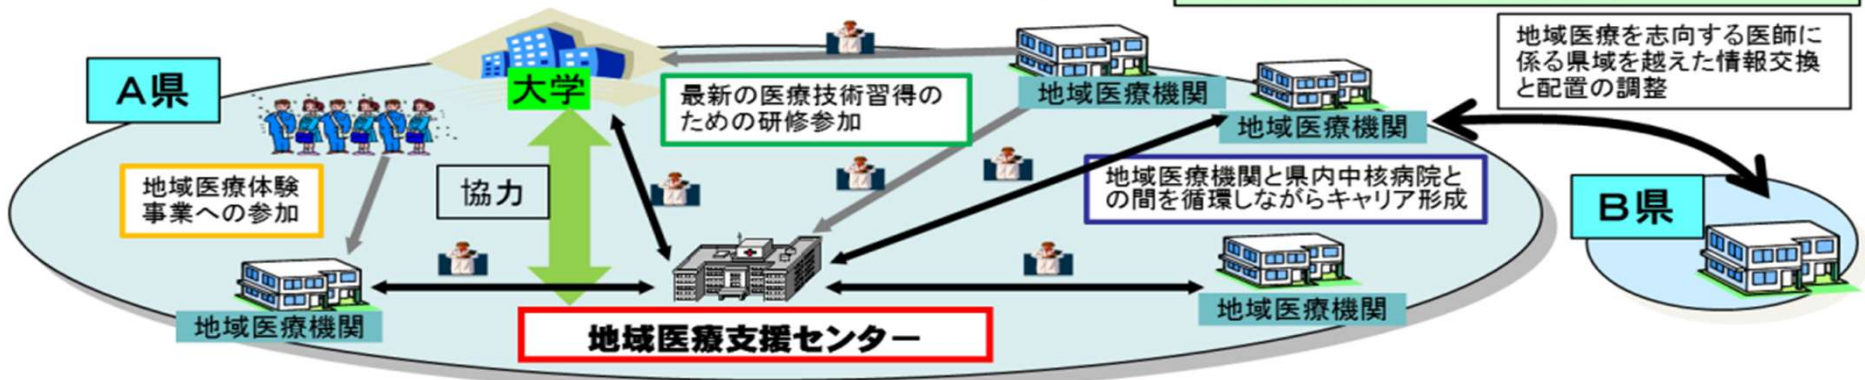 A県
大学
最新の医療技術習得の
ための研修参加
地域医療機関
地域医療機関
地域医療を志向する医師に
係る県域を越えた情報交換
と配置の調整
地域医療体験
事業への参加
協力
地域医療機関と県内中核病院と
の間を循環しながらキャリア形成
B県
地域医療機関
地域医療支援センター
地域医療機関